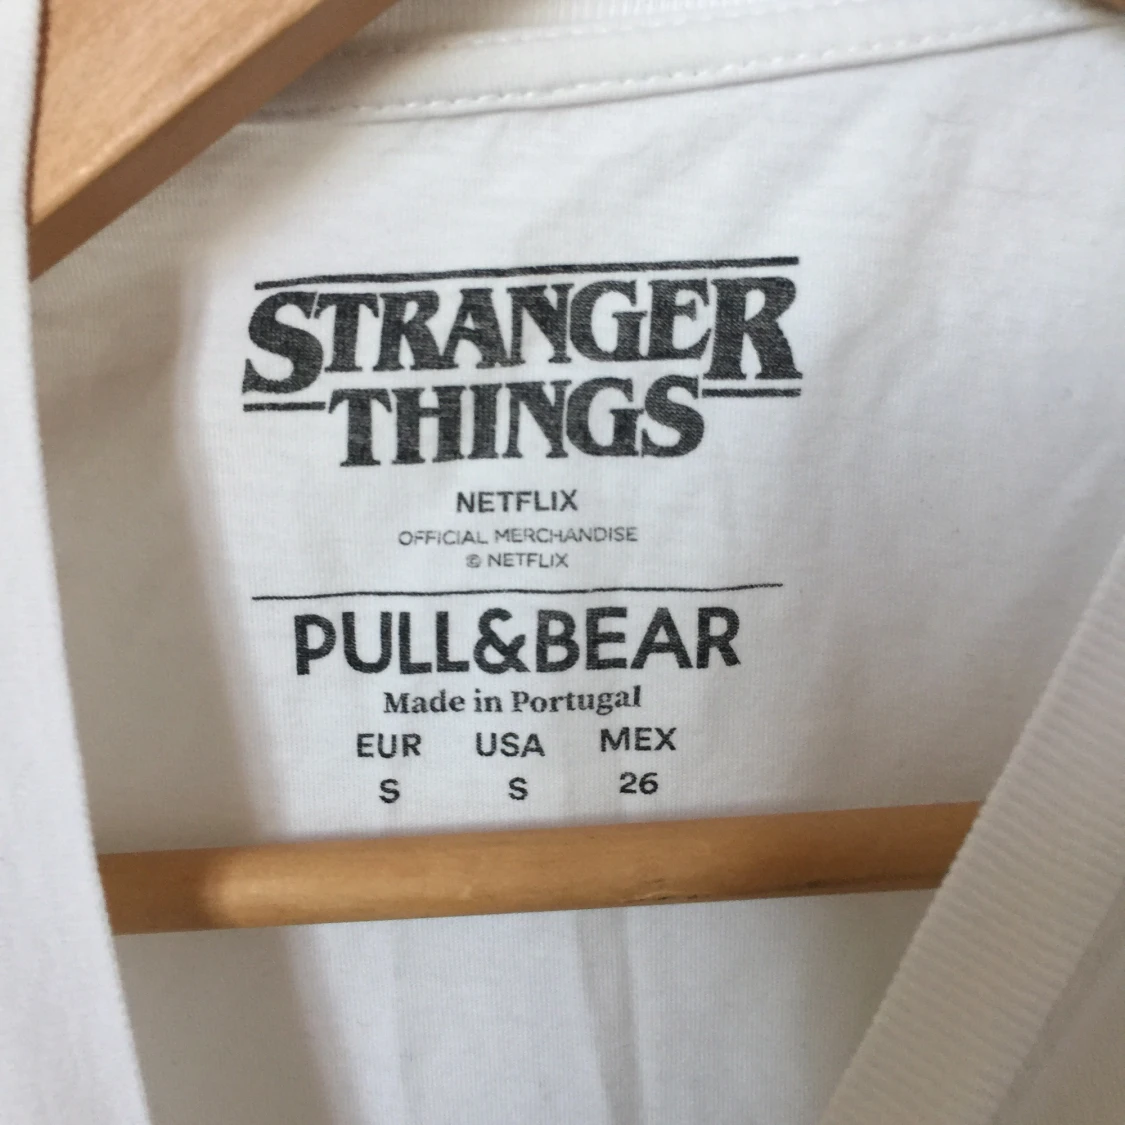 STRANGER
THINGS
NETFLIX
OFFICIAL MERCHANDISE
© NETFLIX
PULL&BEAR
Made in Portugal
EUR USA MEX
S S 26